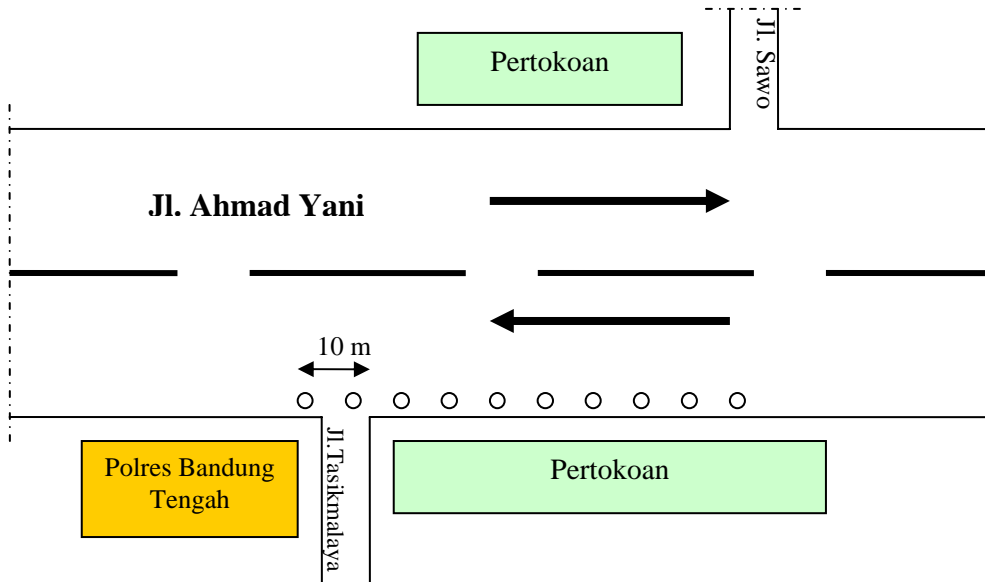 Pertokoan
Jl. Sawo
Jl. Ahmad Yani
10 m
Polres Bandung
Tengah
Jl.Tasikmalaya
Pertokoan